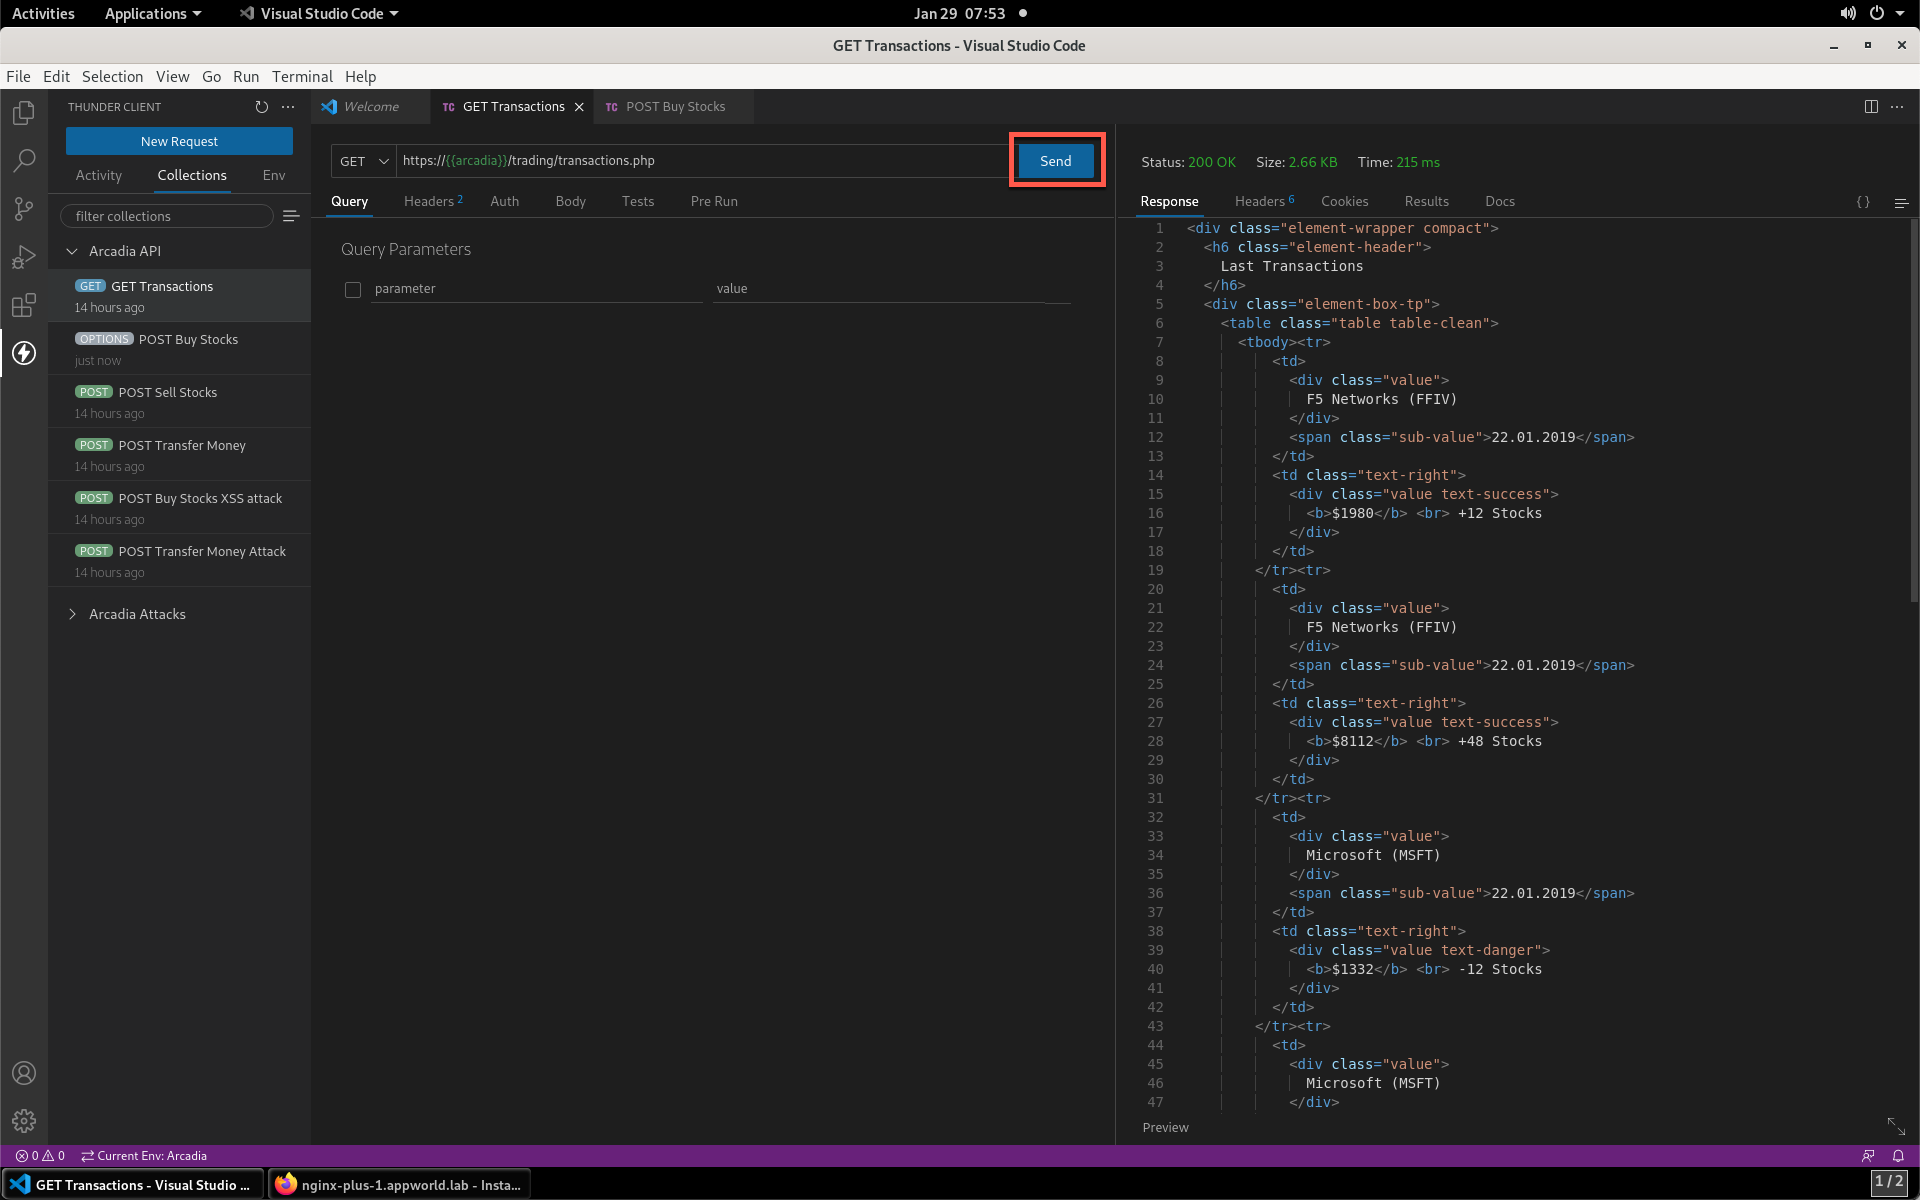 Activities Applications Visual Studio Code Jan 29 07:53
GET Transactions - Visual Studio Code
File Edit Selection View Go Run Terminal Help
THUNDER CLIENT
New Request
Activity Collections Env
filter collections
Arcadia API
GET GET Transactions
14 hours ago
OPTIONS POST Buy Stocks
just now
POST POST Sell Stocks
14 hours ago
POST POST Transfer Money
14 hours ago
POST POST Buy Stocks XSS attack
14 hours ago
POST POST Transfer Money Attack
14 hours ago
Arcadia Attacks
Welcome TC GET Transactions TC POST Buy Stocks
GET https://{{arcadia}}/trading/transactions.php Send
Query Headers 2 Auth Body Tests Pre Run
Query Parameters
parameter value
Status: 200 OK Size: 2.66 KB Time: 215 ms
Response Headers 6 Cookies Results Docs {}
1 <div class="element-wrapper compact">
2 <h6 class="element-header">
3 Last Transactions
4 </h6>
5 <div class="element-box-tp">
6 <table class="table table-clean">
7 <tbody><tr>
8 <td>
9 <div class="value">
10 F5 Networks (FFIV)
11 </div>
12 <span class="sub-value">22.01.2019</span>
13 </td>
14 <td class="text-right">
15 <div class="value text-success">
16 <b>$1980</b> <br> +12 Stocks
17 </div>
18 </td>
19 </tr><tr>
20 <td>
21 <div class="value">
22 F5 Networks (FFIV)
23 </div>
24 <span class="sub-value">22.01.2019</span>
25 </td>
26 <td class="text-right">
27 <div class="value text-success">
28 <b>$8112</b> <br> +48 Stocks
29 </div>
30 </td>
31 </tr><tr>
32 <td>
33 <div class="value">
34 Microsoft (MSFT)
35 </div>
36 <span class="sub-value">22.01.2019</span>
37 </td>
38 <td class="text-right">
39 <div class="value text-danger">
40 <b>$1332</b> <br> -12 Stocks
41 </div>
42 </td>
43 </tr><tr>
44 <td>
45 <div class="value">
46 Microsoft (MSFT)
47 </div>
Preview
0 0 Current Env: Arcadia
GET Transactions - Visual Studio ... nginx-plus-1.appworld.lab - Insta... 1 / 2